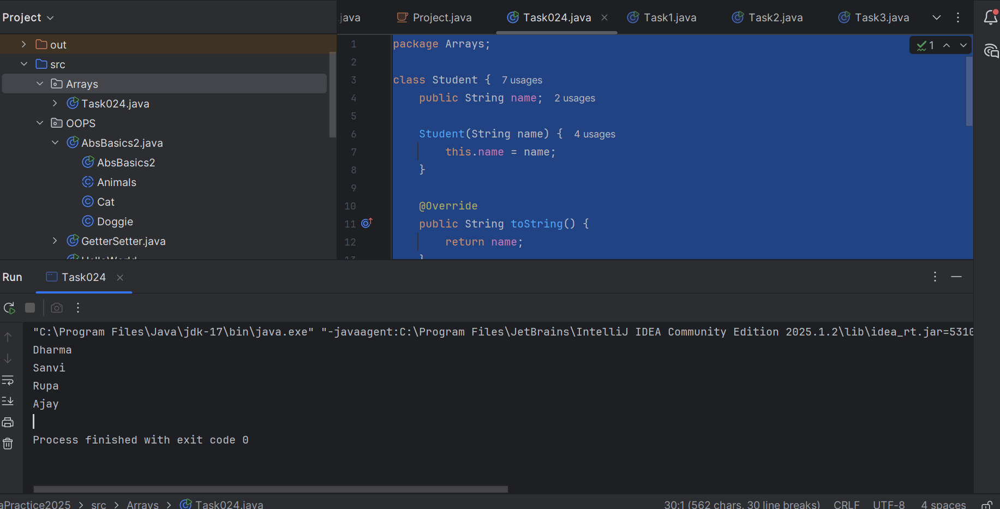 Project
.java
Project.java
Task024.java
Task1.java
Task2.java
Task3.java
out
src
Arrays
Task024.java
OOPS
AbsBasics2.java
AbsBasics2
Animals
Cat
Doggie
GetterSetter.java
HelloWorld
1 package Arrays;
1
2
3 class Student { 7 usages
4 public String name; 2 usages
5
6 Student(String name) { 4 usages
7 this.name = name;
8 }
9
10 @Override
11 public String toString() {
12 return name;
13 }
Run
Task024
"C:\Program Files\Java\jdk-17\bin\java.exe" "-javaagent:C:\Program Files\JetBrains\IntelliJ IDEA Community Edition 2025.1.2\lib\idea_rt.jar=5310
Dharma
Sanvi
Rupa
Ajay
Process finished with exit code 0
aPractice2025 > src > Arrays > Task024.java
30:1 (562 chars, 30 line breaks) CRLF UTF-8 4 spaces